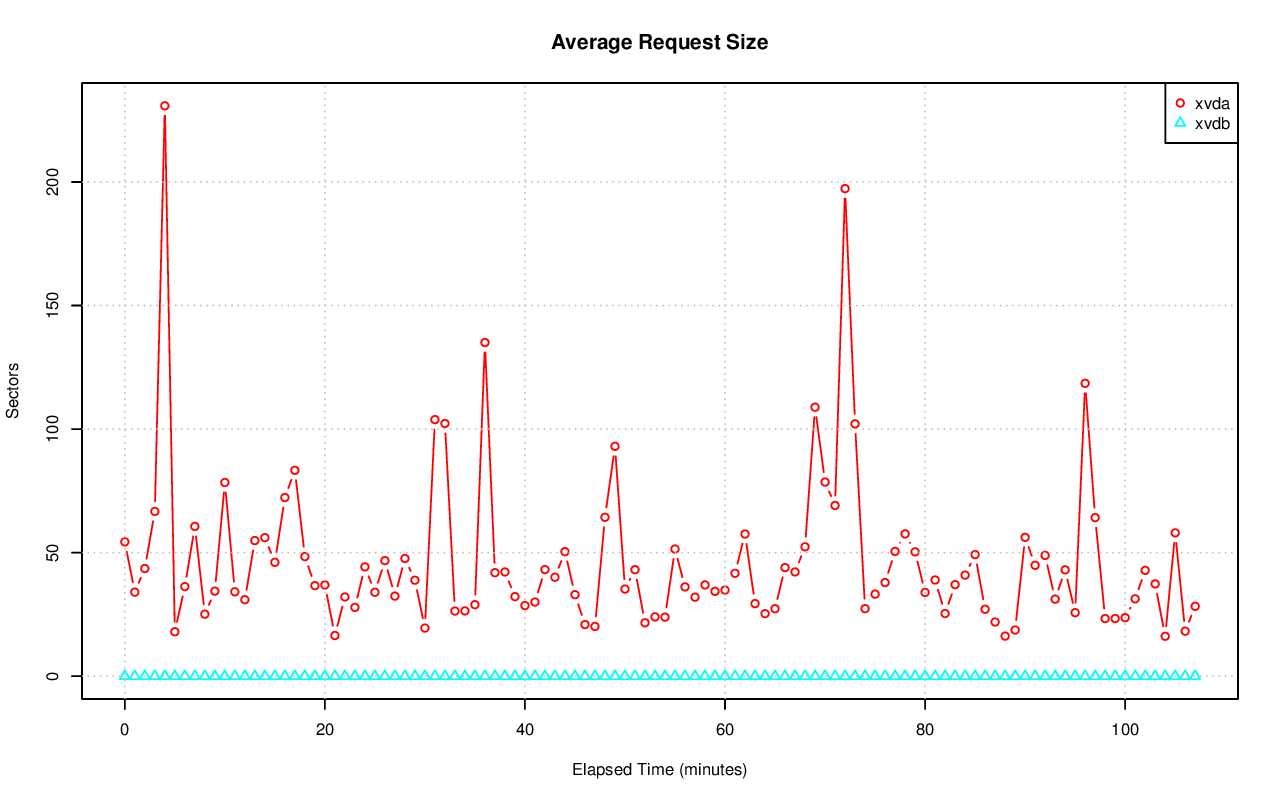 Average Request Size
xvda
xvdb
Sectors
200
150
100
50
0
0 20 40 60 80 100
Elapsed Time (minutes)